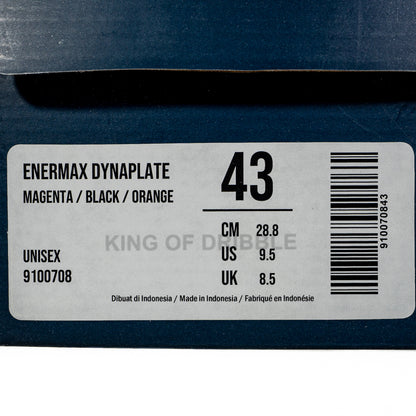 ENERMAX DYNAPLATE
MAGENTA / BLACK / ORANGE
43
CM 28.8
US 9.5
UK 8.5
KING OF DRIBBLE
UNISEX
9100708
910070843
Dibuat di Indonesia / Made in Indonesia / Fabriqué en Indonésie